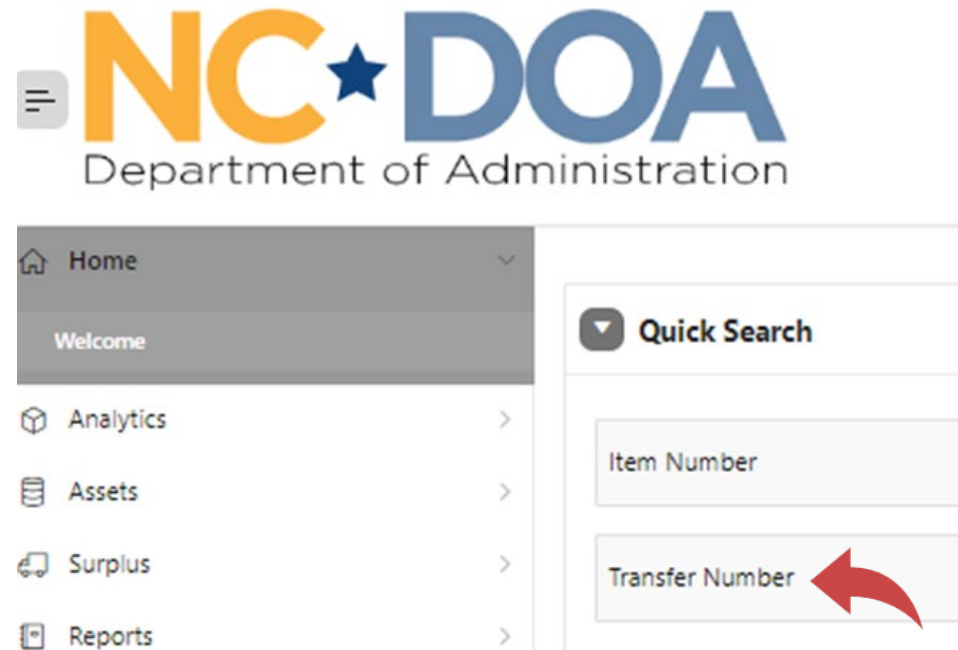 NC DOA
Department of Administration
Home
Welcome
Analytics
Assets
Surplus
Reports
Quick Search
Item Number
Transfer Number